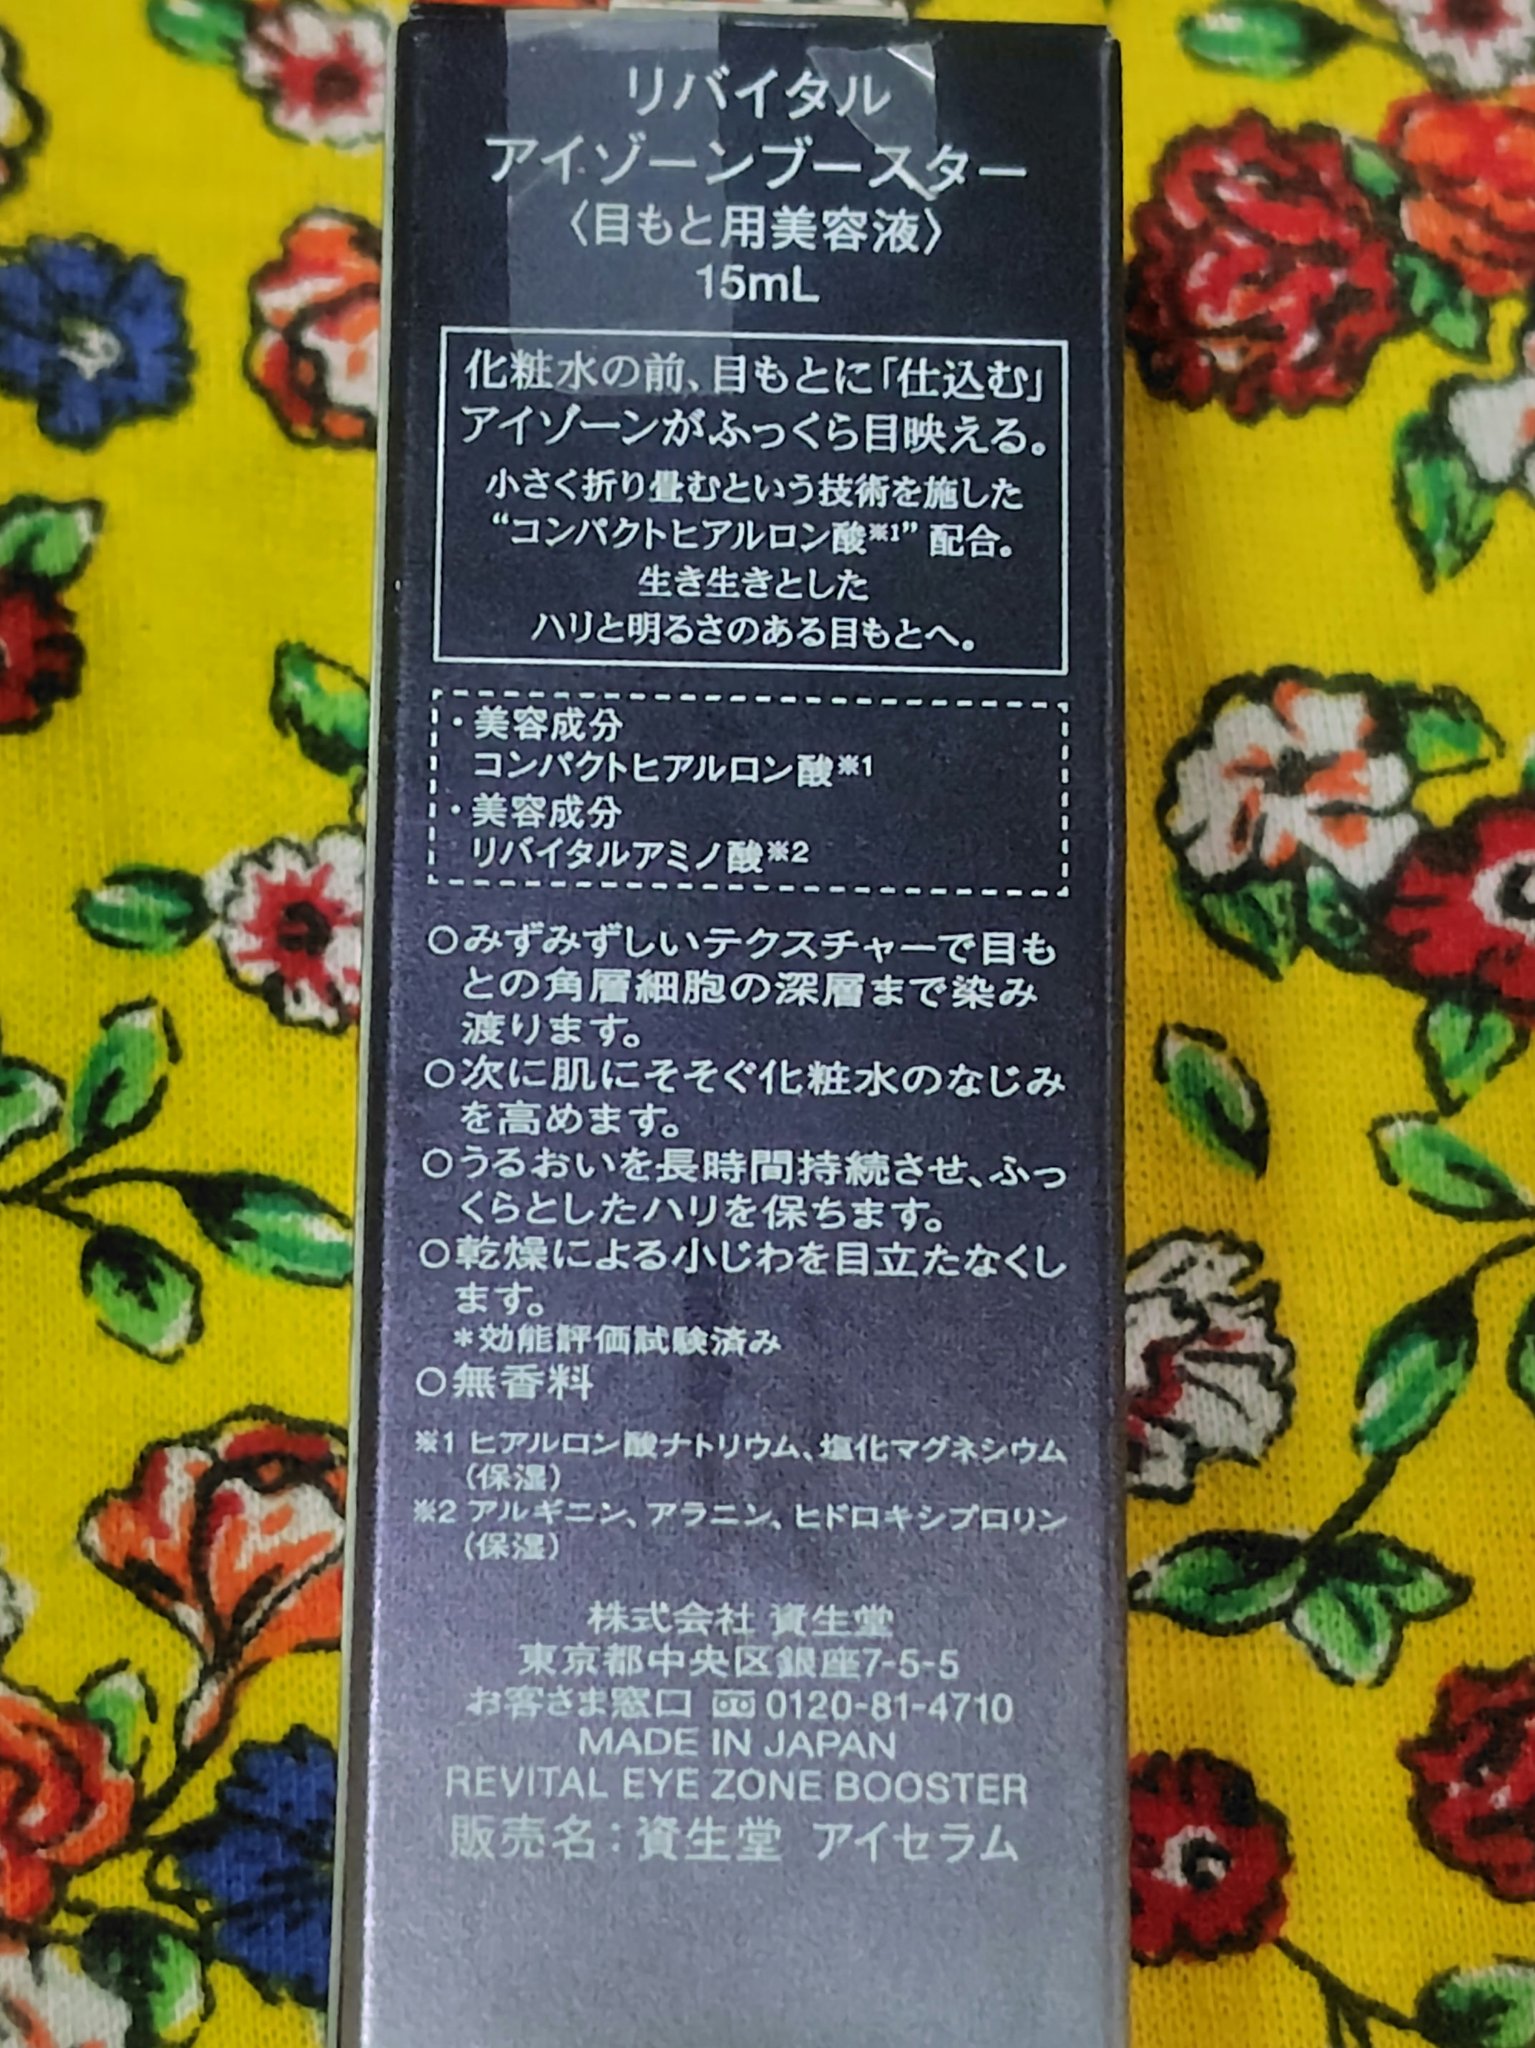 リバイタル
アイゾーンブースター
〈目もと用美容液〉
15mL
化粧水の前、目もとに「仕込む」
アイゾーンがふっくら目映える。
小さく折り畳むという技術を施した
“コンパクトヒアルロン酸※1” 配合。
生き生きとした
ハリと明るさのある目もとへ。
・美容成分
コンパクトヒアルロン酸※1
・美容成分
リバイタルアミノ酸※2
○みずみずしいテクスチャーで目も
との角層細胞の深層まで染み
渡ります。
○次に肌にそそぐ化粧水のなじみ
を高めます。
○うるおいを長時間持続させ、ふっ
くらとしたハリを保ちます。
○乾燥による小じわを目立たなくし
ます。
*効能評価試験済み
○無香料
※1 ヒアルロン酸ナトリウム、塩化マグネシウム
(保湿)
※2 アルギニン、アラニン、ヒドロキシプロリン
(保湿)
株式会社 資生堂
東京都中央区銀座7-5-5
お客さま窓口 0120-81-4710
MADE IN JAPAN
REVITAL EYE ZONE BOOSTER
販売名：資生堂 アイセラム